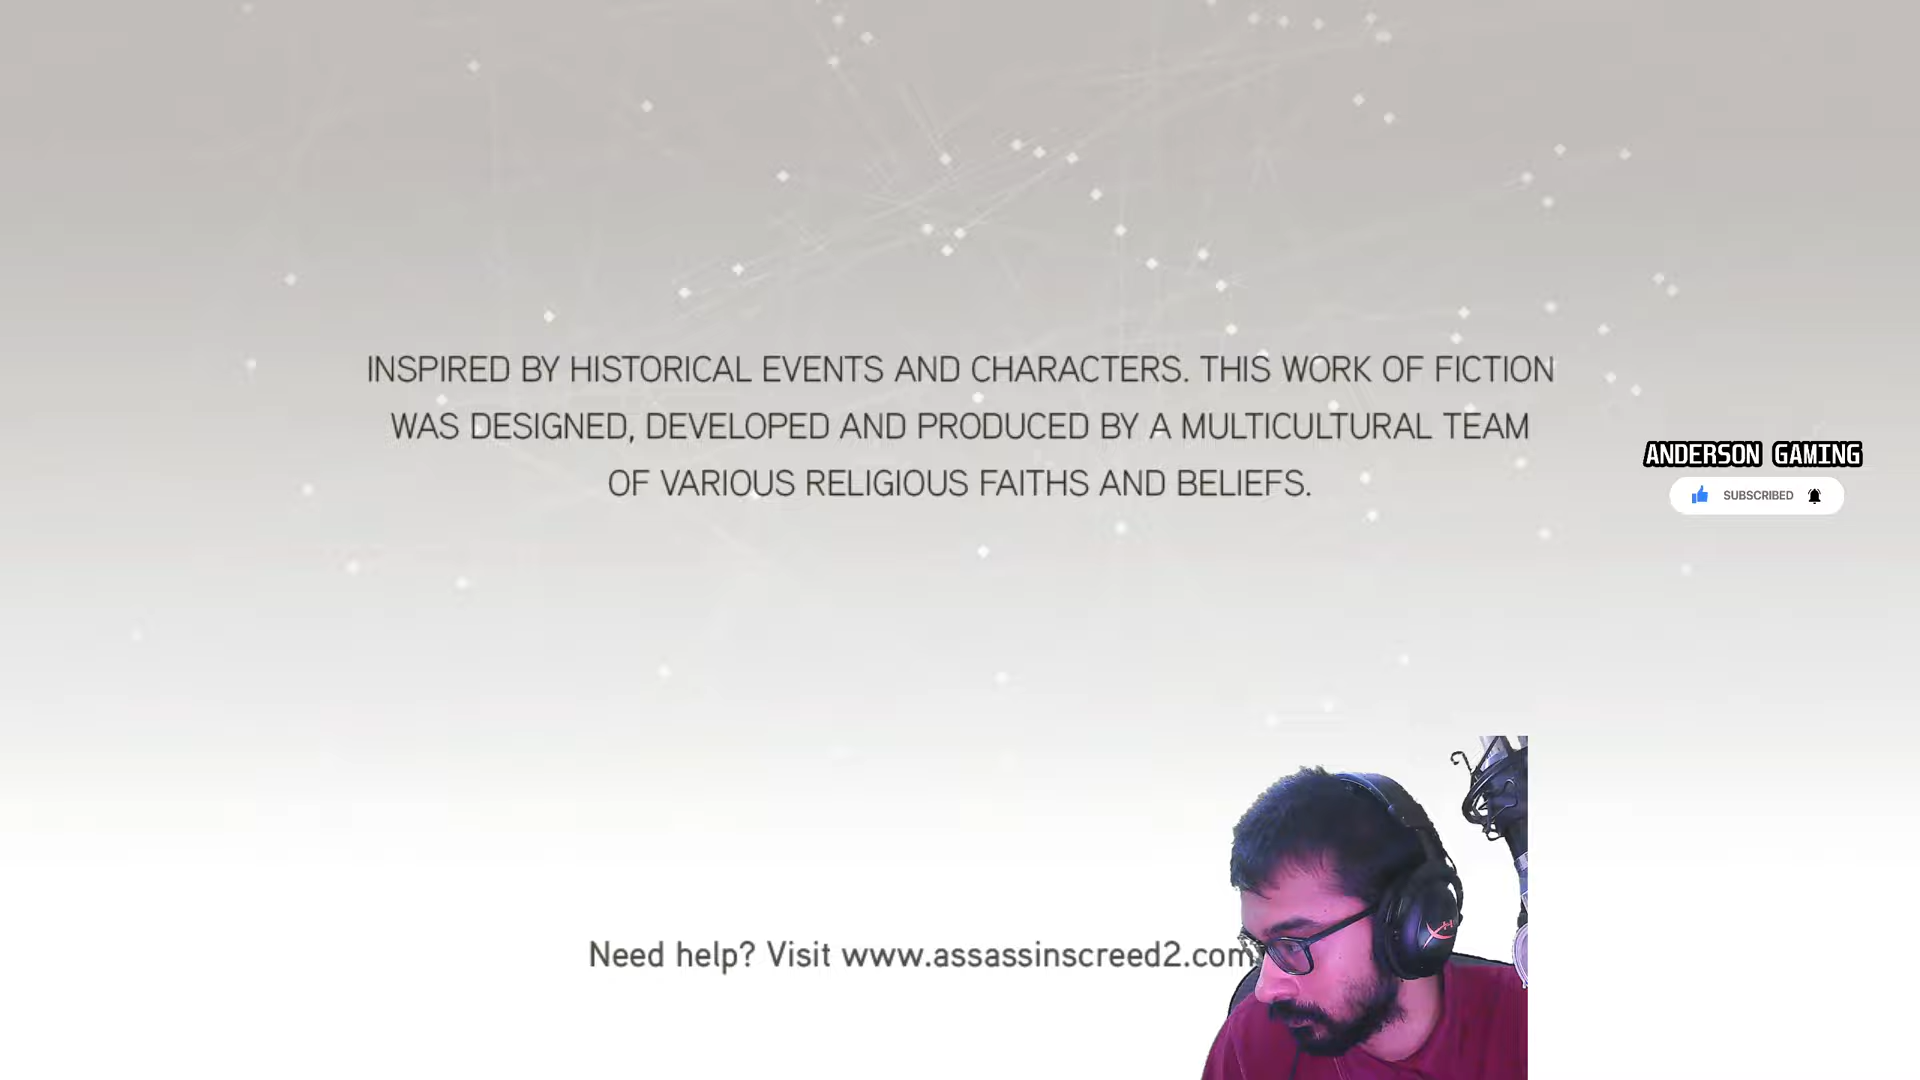 INSPIRED BY HISTORICAL EVENTS AND CHARACTERS. THIS WORK OF FICTION
WAS DESIGNED, DEVELOPED AND PRODUCED BY A MULTICULTURAL TEAM
OF VARIOUS RELIGIOUS FAITHS AND BELIEFS.
ANDERSON GAMING
SUBSCRIBED
Need help? Visit www.assassinscreed2.com